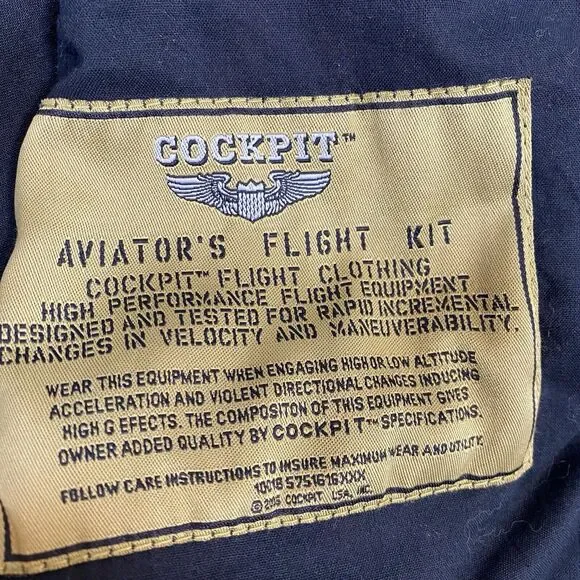 COCKPIT™
AVIATOR'S FLIGHT KIT
COCKPIT™ FLIGHT CLOTHING
HIGH PERFORMANCE FLIGHT EQUIPMENT
DESIGNED AND TESTED FOR RAPID INCREMENTAL
CHANGES IN VELOCITY AND MANEUVERABILITY.
WEAR THIS EQUIPMENT WHEN ENGAGING HIGH OR LOW ALTITUDE
ACCELERATION AND VIOLENT DIRECTIONAL CHANGES INDUCING
HIGH G EFFECTS. THE COMPOSITON OF THIS EQUIPMENT GIVES
OWNER ADDED QUALITY BY COCKPIT™ SPECIFICATIONS.
FOLLOW CARE INSTRUCTIONS TO INSURE MAXIMUM WEAR AND UTILITY.
COCKPIT USA, INC.